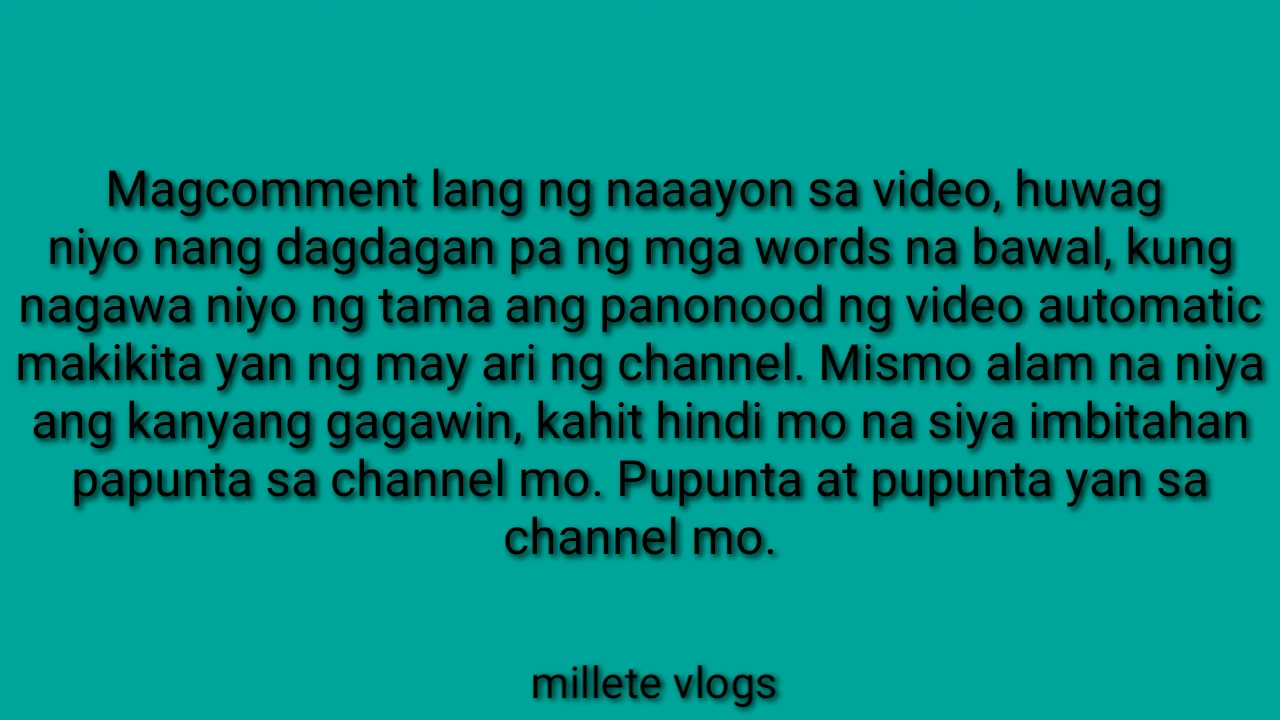 Magcomment lang ng naaayon sa video, huwag
niyo nang dagdagan pa ng mga words na bawal, kung
nagawa niyo ng tama ang panonood ng video automatic
makikita yan ng may ari ng channel. Mismo alam na niya
ang kanyang gagawin, kahit hindi mo na siya imbitahan
papunta sa channel mo. Pupunta at pupunta yan sa
channel mo.
millete vlogs